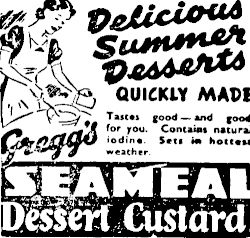 Delicious
Summer
Desserts
QUICKLY MADE
Tastes good — and good
for you. Contains natura
iodine. Sets in hottest
weather.
Gregg's
SEAMEAL
Dessert Custard